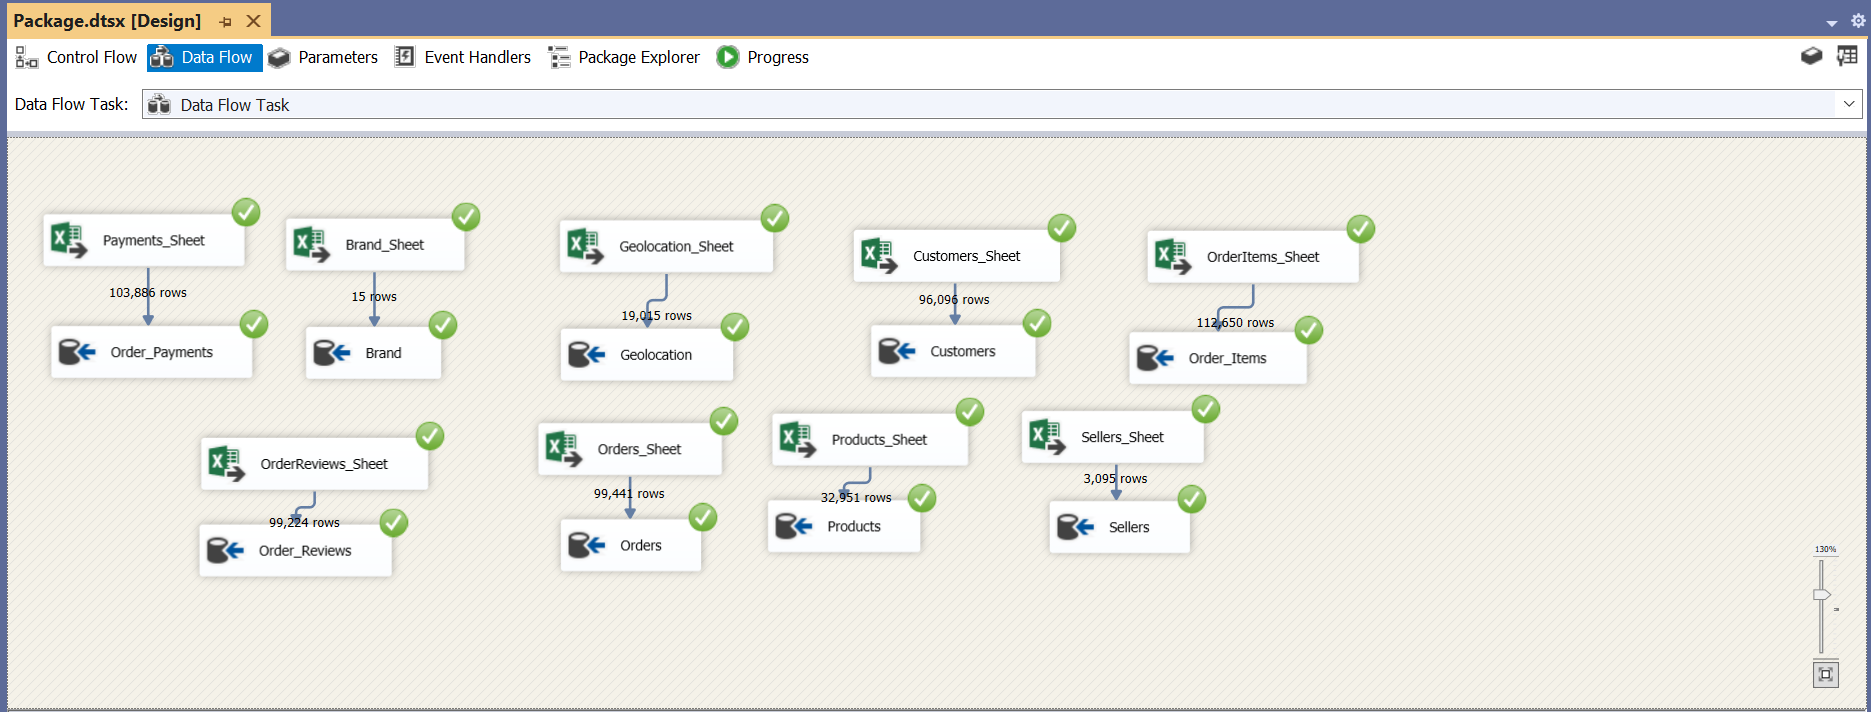 Package.dtsx [Design]
Control Flow
Data Flow
Parameters
Event Handlers
Package Explorer
Progress
Data Flow Task:
Data Flow Task
Payments_Sheet
103,886 rows
Order_Payments
Brand_Sheet
15 rows
Brand
Geolocation_Sheet
19,015 rows
Geolocation
Customers_Sheet
96,096 rows
Customers
OrderItems_Sheet
112,650 rows
Order_Items
OrderReviews_Sheet
99,224 rows
Order_Reviews
Orders_Sheet
99,441 rows
Orders
Products_Sheet
32,951 rows
Products
Sellers_Sheet
3,095 rows
Sellers
130%